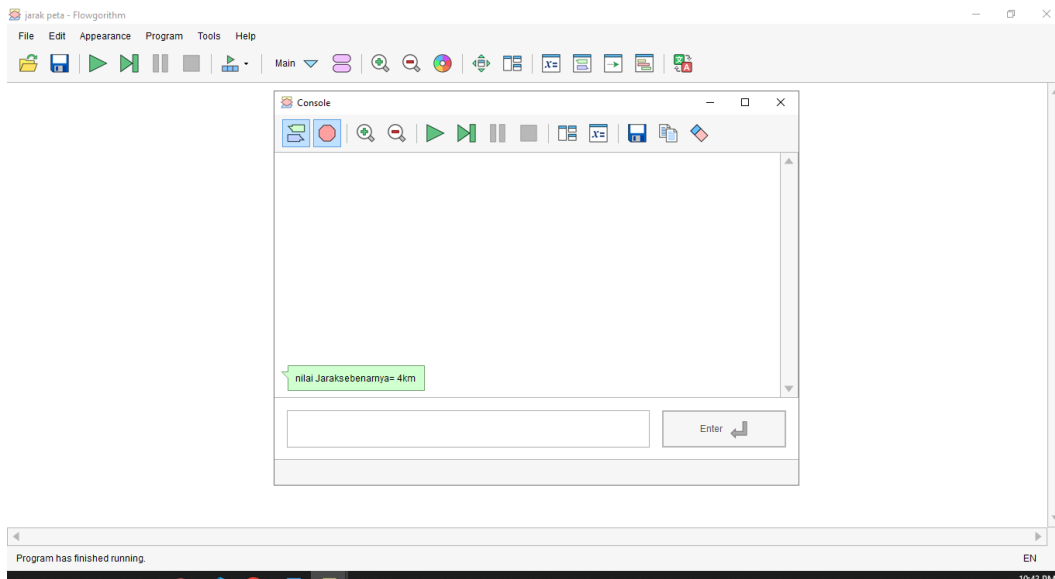 jarak peta - Flowgorithm
File Edit Appearance Program Tools Help
Main
Console
nilai Jaraksebenarnya= 4km
Enter
Program has finished running.
EN